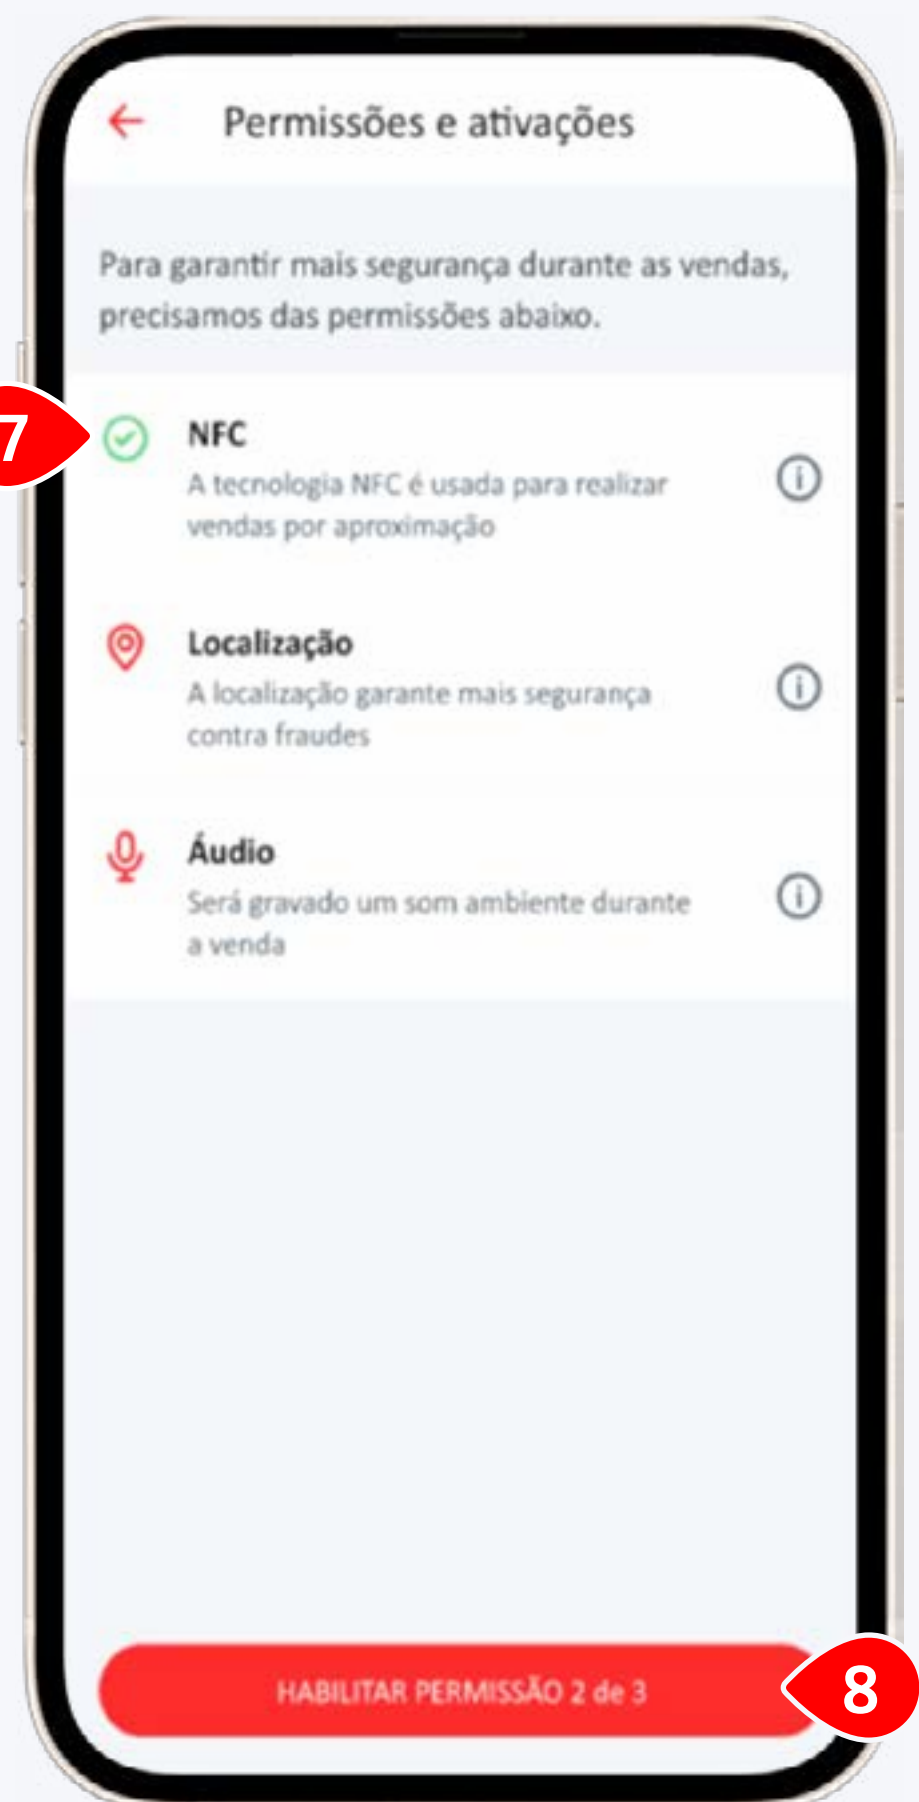 Permissões e ativações
Para garantir mais segurança durante as vendas,
precisamos das permissões abaixo.
7
NFC
A tecnologia NFC é usada para realizar
vendas por aproximação
Localização
A localização garante mais segurança
contra fraudes
Áudio
Será gravado um som ambiente durante
a venda
HABILITAR PERMISSÃO 2 de 3
8